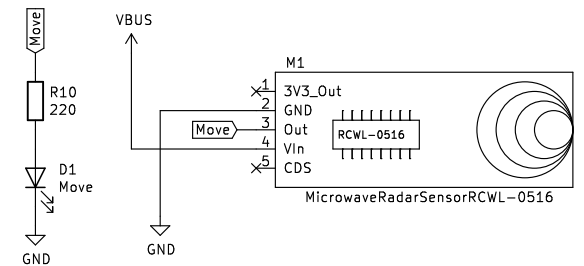 Move
R10
220
D1
Move
GND
VBUS
GND
M1
1 3V3_Out
2 GND
Move 3 Out
4 VIn
5 CDS
RCWL-0516
MicrowaveRadarSensorRCWL-0516